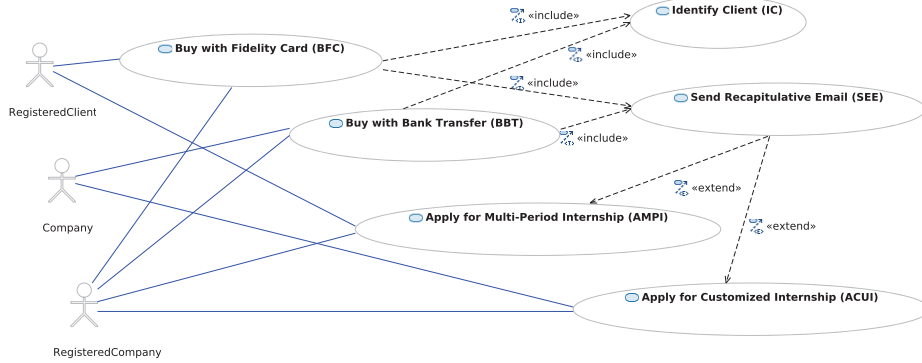 «include»
Identify Client (IC)
Buy with Fidelity Card (BFC)
«include»
«include»
Send Recapitulative Email (SEE)
RegisteredClient
Buy with Bank Transfer (BBT)
«include»
«extend»
Company
Apply for Multi-Period Internship (AMPI)
«extend»
Apply for Customized Internship (ACUI)
RegisteredCompany